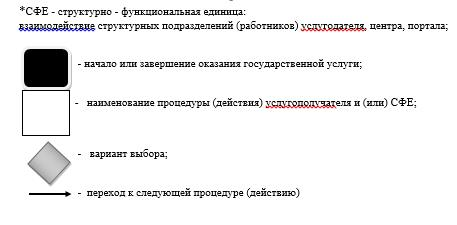 *СФЕ - структурно - функциональная единица:
взаимодействие структурных подразделений (работников) услугодателя, центра, портала;
- начало или завершение оказания государственной услуги;
- наименование процедуры (действия) услугополучателя и (или) СФЕ;
- вариант выбора;
- переход к следующей процедуре (действию)